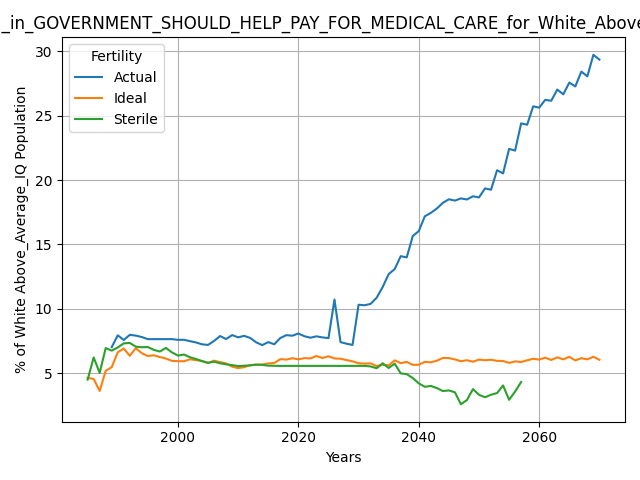 _in_GOVERNMENT_SHOULD_HELP_PAY_FOR_MEDICAL_CARE_for_White_Above
30
25
20
15
10
5
% of White Above_Average_IQ Population
Fertility
Actual
Ideal
Sterile
2000
2020
2040
2060
Years